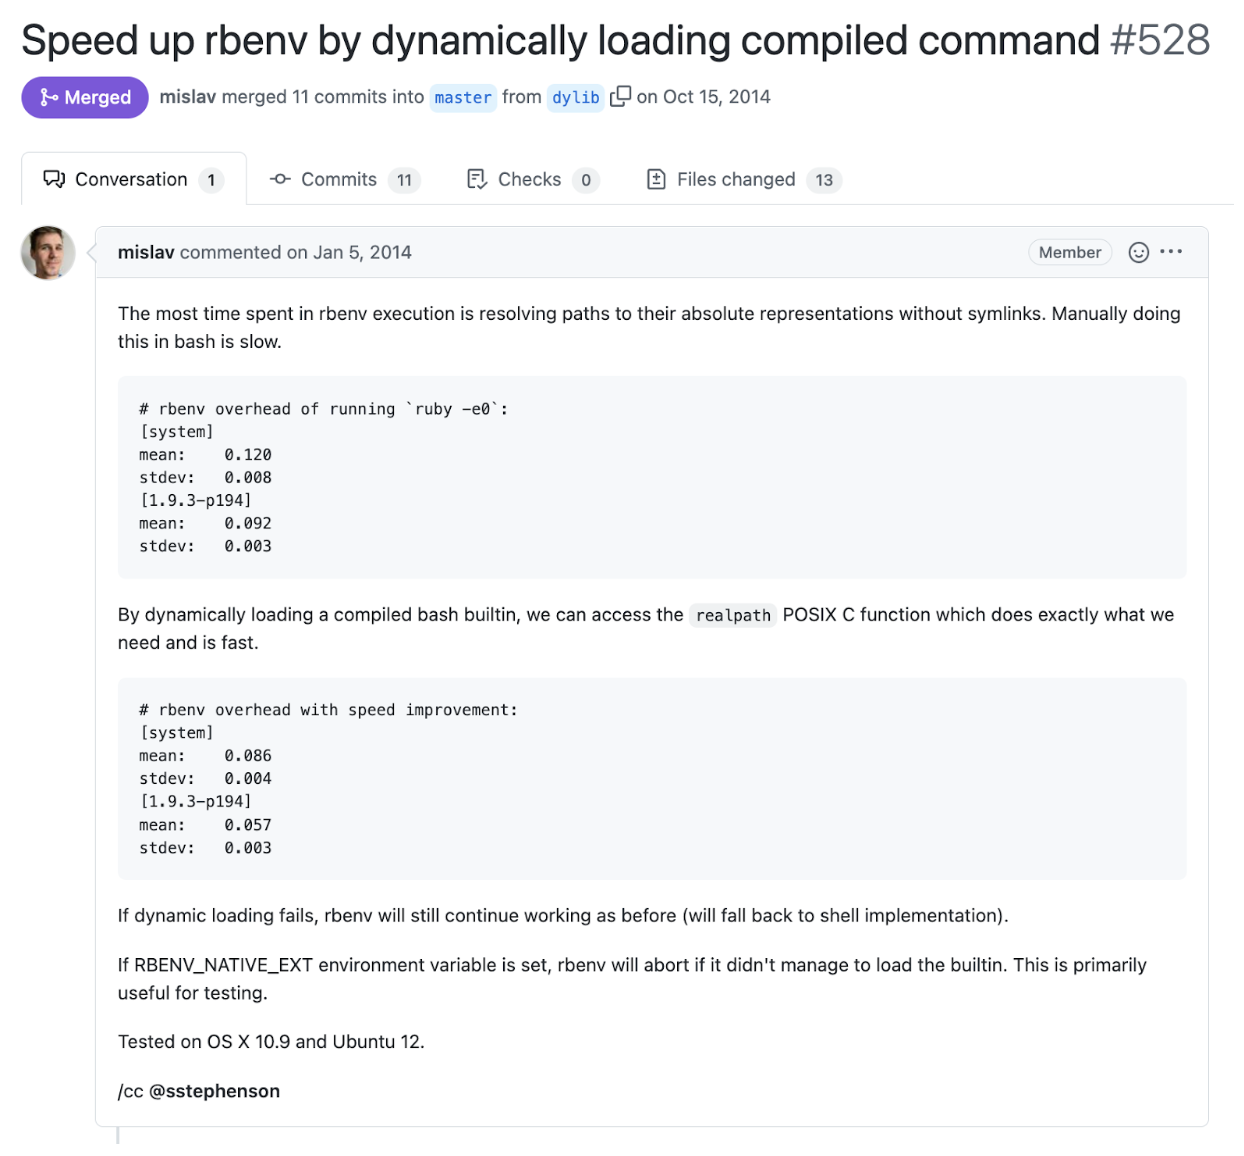 Speed up rbenv by dynamically loading compiled command #528
Merged mislav merged 11 commits into master from dylib on Oct 15, 2014
Conversation 1 Commits 11 Checks 0 Files changed 13
mislav commented on Jan 5, 2014 Member
The most time spent in rbenv execution is resolving paths to their absolute representations without symlinks. Manually doing
this in bash is slow.
# rbenv overhead of running `ruby -e0`:
[system]
mean:    0.120
stdev:   0.008
[1.9.3-p194]
mean:    0.092
stdev:   0.003
By dynamically loading a compiled bash builtin, we can access the realpath POSIX C function which does exactly what we
need and is fast.
# rbenv overhead with speed improvement:
[system]
mean:    0.086
stdev:   0.004
[1.9.3-p194]
mean:    0.057
stdev:   0.003
If dynamic loading fails, rbenv will still continue working as before (will fall back to shell implementation).
If RBENV_NATIVE_EXT environment variable is set, rbenv will abort if it didn't manage to load the builtin. This is primarily
useful for testing.
Tested on OS X 10.9 and Ubuntu 12.
/cc @sstephenson